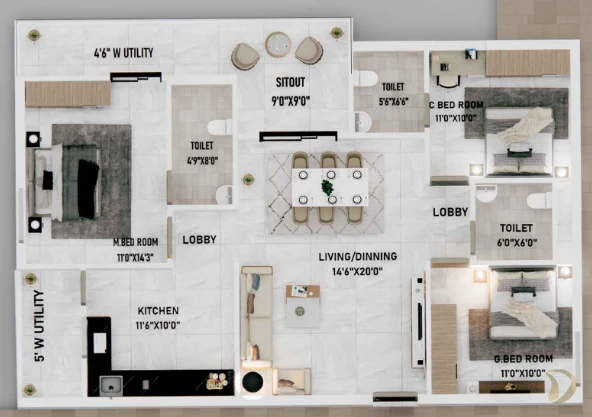 4'6" W UTILITY
SITOUT
9'0"X9'0"
TOILET
5'6"X6'6"
C BED ROOM
11'0"X10'0"
TOILET
4'9"X8'0"
M.BED ROOM
11'0"X14'3"
LOBBY
LOBBY
TOILET
6'0"X6'0"
LIVING/DINNING
14'6"X20'0"
5' W UTILITY
KITCHEN
11'6"X10'0"
G.BED ROOM
11'0"X10'0"